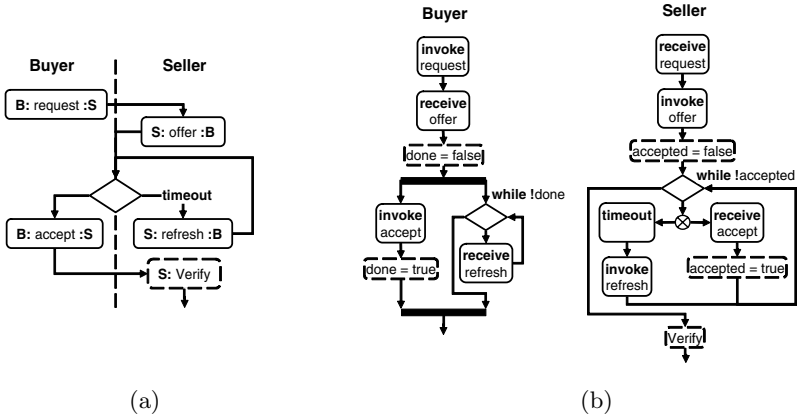 Buyer
Seller
B: request :S
S: offer :B
timeout
B: accept :S
S: refresh :B
S: Verify
(a)
Buyer
invoke
request
receive
offer
done = false
while !done
invoke
accept
receive
refresh
done = true
Seller
receive
request
invoke
offer
accepted = false
while !accepted
timeout
receive
accept
invoke
refresh
accepted = true
Verify
(b)